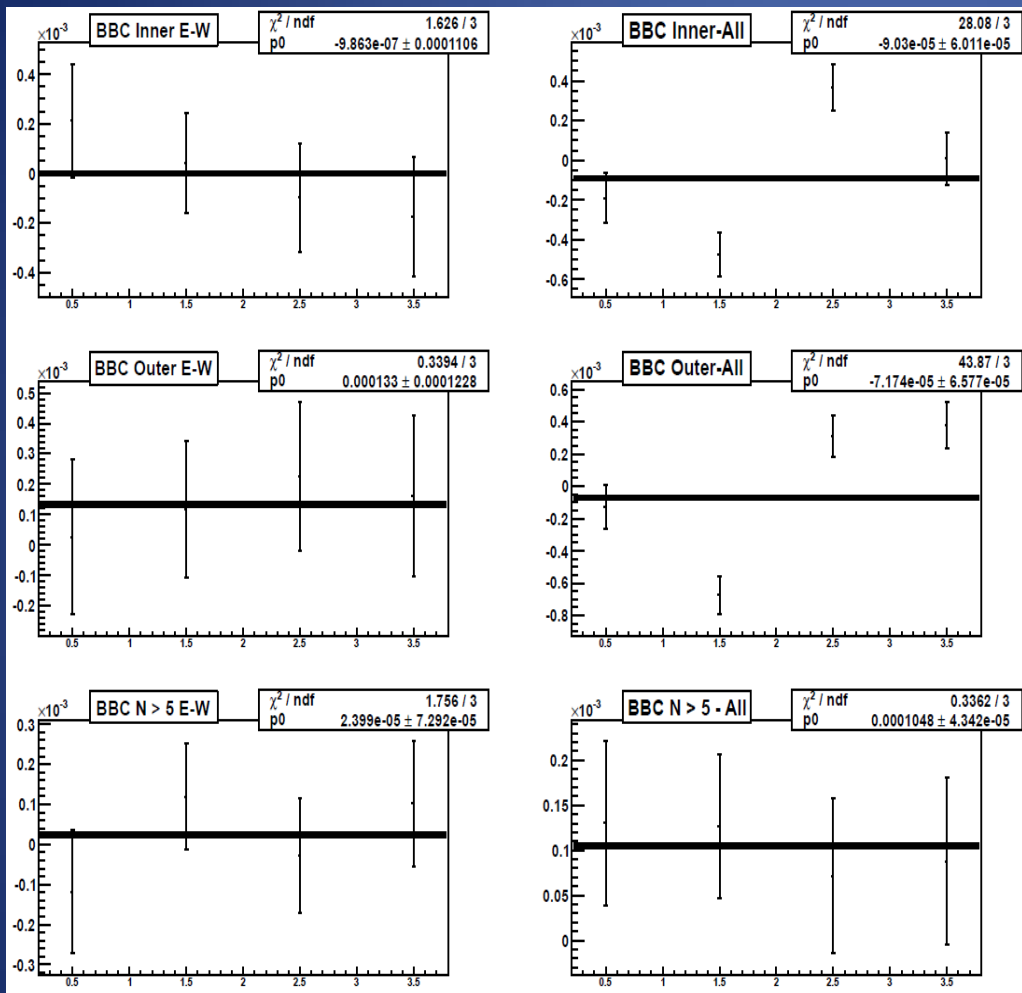 ×10⁻³ BBC Inner E-W χ² / ndf 1.626 / 3
p0 -9.863e-07 ± 0.0001106
0.4
0.2
0
-0.2
-0.4
0.5 1 1.5 2 2.5 3 3.5
×10⁻³ BBC Inner-All χ² / ndf 28.08 / 3
p0 -9.03e-05 ± 6.011e-05
0.4
0.2
0
-0.2
-0.4
-0.6
0.5 1 1.5 2 2.5 3 3.5
×10⁻³ BBC Outer E-W χ² / ndf 0.3394 / 3
p0 0.000133 ± 0.0001228
0.5
0.4
0.3
0.2
0.1
0
-0.1
-0.2
0.5 1 1.5 2 2.5 3 3.5
×10⁻³ BBC Outer-All χ² / ndf 43.87 / 3
p0 -7.174e-05 ± 6.577e-05
0.6
0.4
0.2
0
-0.2
-0.4
-0.6
-0.8
0.5 1 1.5 2 2.5 3 3.5
×10⁻³ BBC N > 5 E-W χ² / ndf 1.756 / 3
p0 2.399e-05 ± 7.292e-05
0.3
0.2
0.1
0
-0.1
-0.2
-0.3
0.5 1 1.5 2 2.5 3 3.5
×10⁻³ BBC N > 5 - All χ² / ndf 0.3362 / 3
p0 0.0001048 ± 4.342e-05
0.2
0.15
0.1
0.05
0
0.5 1 1.5 2 2.5 3 3.5